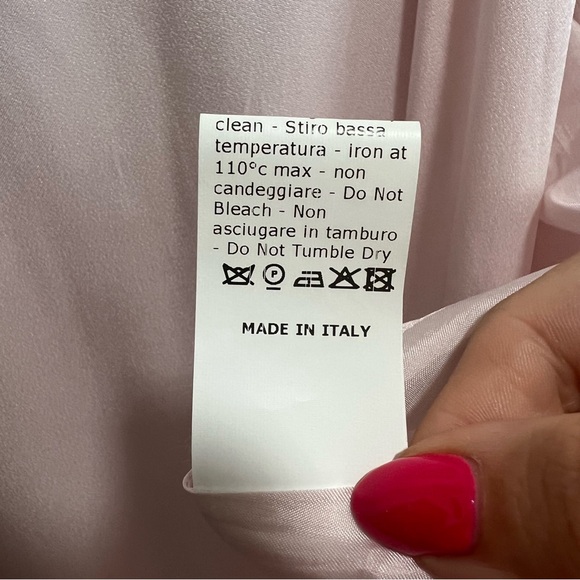 clean - Stiro bassa
temperatura - iron at
110°c max - non
candeggiare - Do Not
Bleach - Non
asciugare in tamburo
- Do Not Tumble Dry
P
MADE IN ITALY